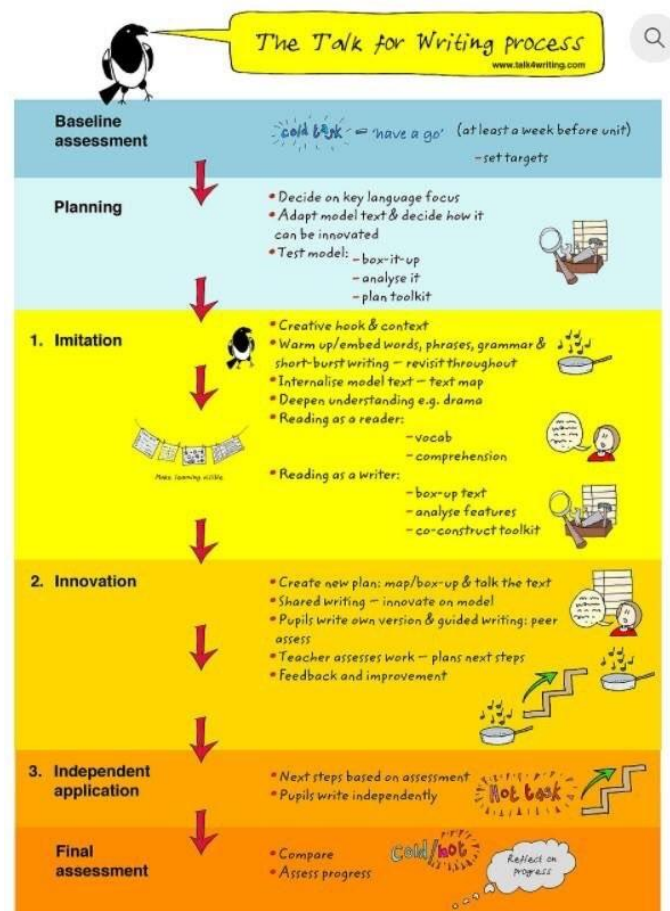 The Talk for Writing process
www.talk4writing.com
Baseline
assessment
cold task = 'have a go' (at least a week before unit)
– set targets
Planning
• Decide on key language focus
• Adapt model text & decide how it
can be innovated
• Test model:
– box-it-up
– analyse it
– plan toolkit
1. Imitation
• Creative hook & context
• Warm up/embed words, phrases, grammar &
short-burst writing – revisit throughout
• Internalise model text – text map
• Deepen understanding e.g. drama
• Reading as a reader:
– vocab
– comprehension
Make learning visible
• Reading as a writer:
– box-up text
– analyse features
– co-construct toolkit
2. Innovation
• Create new plan: map/box-up & talk the text
• Shared writing – innovate on model
• Pupils write own version & guided writing: peer
assess
• Teacher assesses work – plans next steps
• Feedback and improvement
3. Independent
application
• Next steps based on assessment
• Pupils write independently
Hot task
Final
assessment
• Compare
• Assess progress
Cold/hot
Reflect on
progress